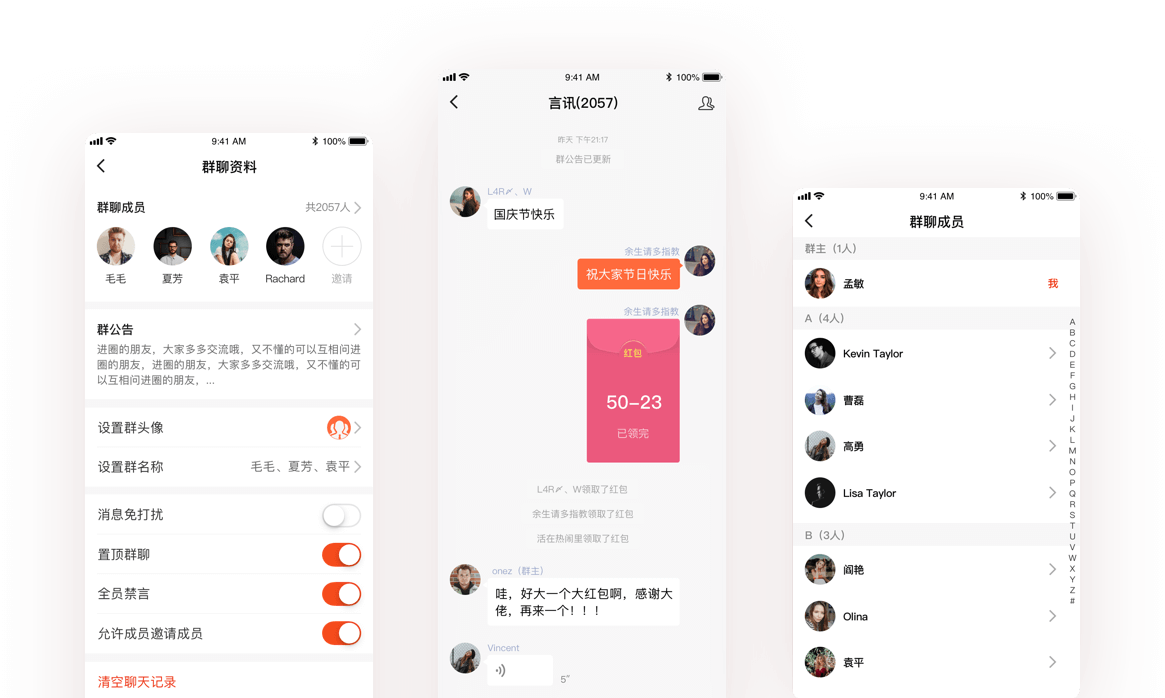 9:41 AM
100%
群聊资料
群聊成员
共2057人
毛毛
夏芳
袁平
Rachard
邀请
群公告
进圈的朋友，大家多多交流哦，又不懂的可以互相问进
圈的朋友，进圈的朋友，大家多多交流哦，又不懂的可
以互相问进圈的朋友，...
设置群头像
设置群名称
毛毛、夏芳、袁平
消息免打扰
置顶群聊
全员禁言
允许成员邀请成员
清空聊天记录
9:41 AM
100%
言讯(2057)
昨天 下午21:17
群公告已更新
L4R〆、W
国庆节快乐
余生请多指教
祝大家节日快乐
余生请多指教
红包
50-23
已领完
L4R〆、W领取了红包
余生请多指教领取了红包
活在热闹里领取了红包
onez（群主）
哇，好大一个大红包啊，感谢大
佬，再来一个！！！
Vincent
5"
9:41 AM
100%
群聊成员
群主（1人）
孟敏
我
A（4人）
Kevin Taylor
曹磊
高勇
Lisa Taylor
B（3人）
阎艳
Olina
袁平
A
B
C
D
E
F
G
H
I
J
K
L
M
N
O
P
Q
R
S
T
U
V
W
X
Y
Z
#